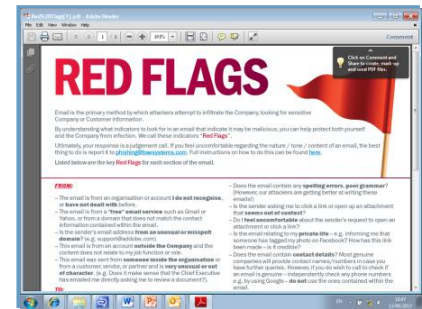 Red%20Flags[1].pdf - Adobe Reader
File Edit View Window Help
1 / 1
Comment
Click on Comment and
Share to create, mark-up
and send PDF files.
RED FLAGS
Email is the primary method by which attackers attempt to infiltrate the Company, looking for sensitive
Company or Customer information.
By understanding what indicators to look for in an email that indicate it may be malicious, you can help protect both yourself
and the Company from infection. We call these indicators "Red Flags".
Ultimately, your response is a judgement call. If you feel uncomfortable regarding the nature / tone / content of an email, the best
thing to do is report it to phishing@baesystems.com. Full instructions on how to do this can be found here.
Listed below are the key Red Flags for each section of the email.
FROM:
– The email is from an organisation or account I do not recognise,
or have not dealt with before.
– The email is from a "free" email service such as Gmail or
Yahoo, or from a domain that does not match the contact
information contained within the email.
– Is the sender's email address from an unusual or misspelt
domain? (e.g. support@fadobe.com)
– This email is from an account outside the Company and the
content does not relate to my job function or role.
– This email was sent from someone inside the organisation or
from a customer, vendor or partner and is very unusual or out
of character. (e.g. Does it make sense that the Chief Executive
has emailed me directly asking me to review a document?).
TO:
– Does the email contain any spelling errors, poor grammar?
(However, our attackers are getting better at writing these
emails!)
– Is the sender asking me to click a link or open up an attachment
that seems out of context?
– Do I feel uncomfortable about the sender's request to open an
attachment or click a link?
– Is the email relating to my private life – e.g. informing me that
someone has tagged my photo on Facebook? How has this link
been made – is it credible?
– Does the email contain contact details? Most genuine
companies will provide contact names/numbers in case you
have further queries. However, if you do wish to call to check if
an email is genuine – independently check any phone numbers
e.g. by using Google – do not use the ones contained within the
email.
EN